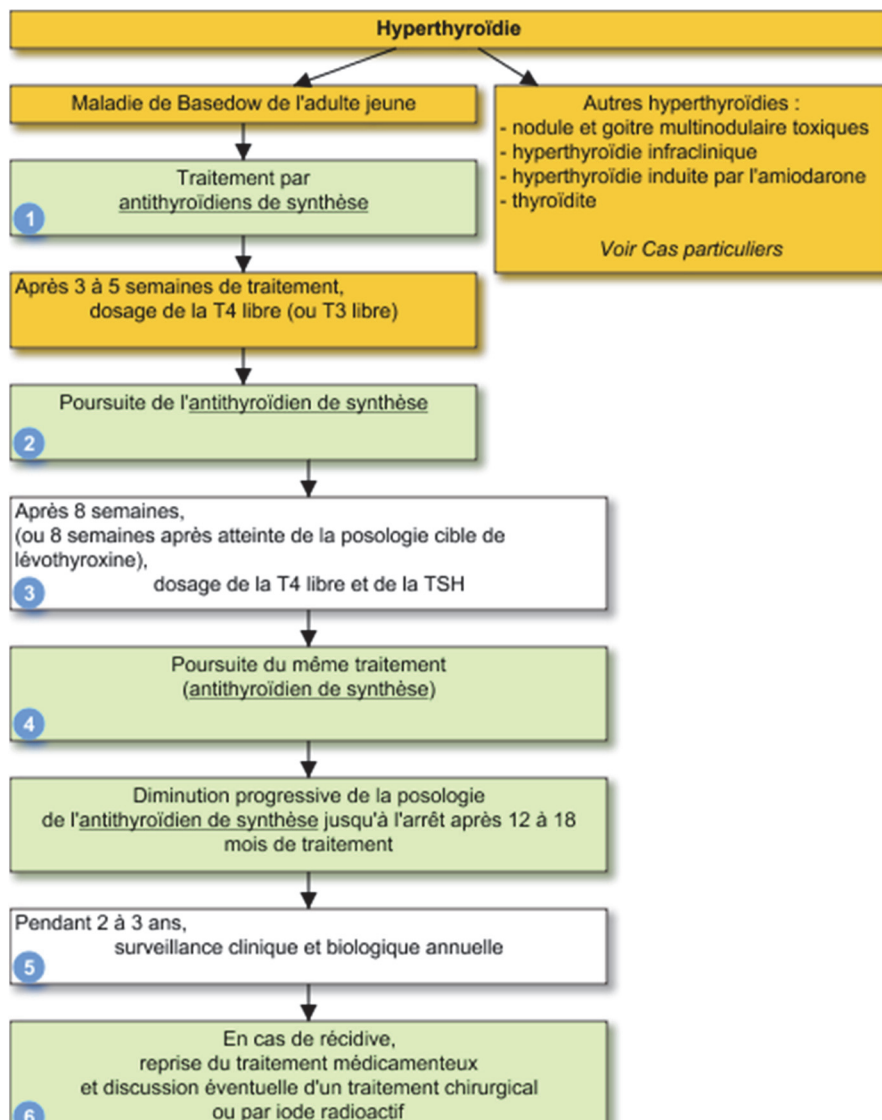 Hyperthyroïdie
Maladie de Basedow de l'adulte jeune
Autres hyperthyroïdies :
- nodule et goitre multinodulaire toxiques
- hyperthyroïdie infraclinique
- hyperthyroïdie induite par l'amiodarone
- thyroïdite
Voir Cas particuliers
Traitement par
antithyroïdiens de synthèse
1
Après 3 à 5 semaines de traitement,
dosage de la T4 libre (ou T3 libre)
Poursuite de l'antithyroïdien de synthèse
2
Après 8 semaines,
(ou 8 semaines après atteinte de la posologie cible de
lévothyroxine),
dosage de la T4 libre et de la TSH
3
Poursuite du même traitement
(antithyroïdien de synthèse)
4
Diminution progressive de la posologie
de l'antithyroïdien de synthèse jusqu'à l'arrêt après 12 à 18
mois de traitement
Pendant 2 à 3 ans,
surveillance clinique et biologique annuelle
5
En cas de récidive,
reprise du traitement médicamenteux
et discussion éventuelle d'un traitement chirurgical
ou par iode radioactif
6